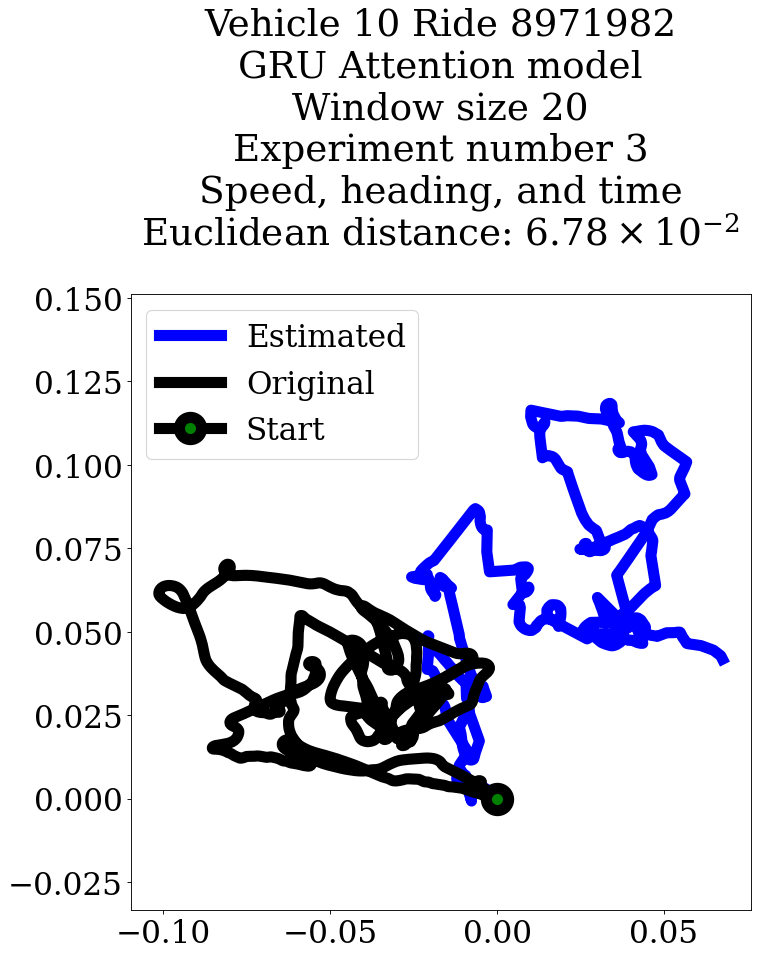 Vehicle 10 Ride 8971982
GRU Attention model
Window size 20
Experiment number 3
Speed, heading, and time
Euclidean distance: 6.78 × 10⁻²
0.150
0.125
0.100
0.075
0.050
0.025
0.000
−0.025
Estimated
Original
Start
−0.10 −0.05 0.00 0.05